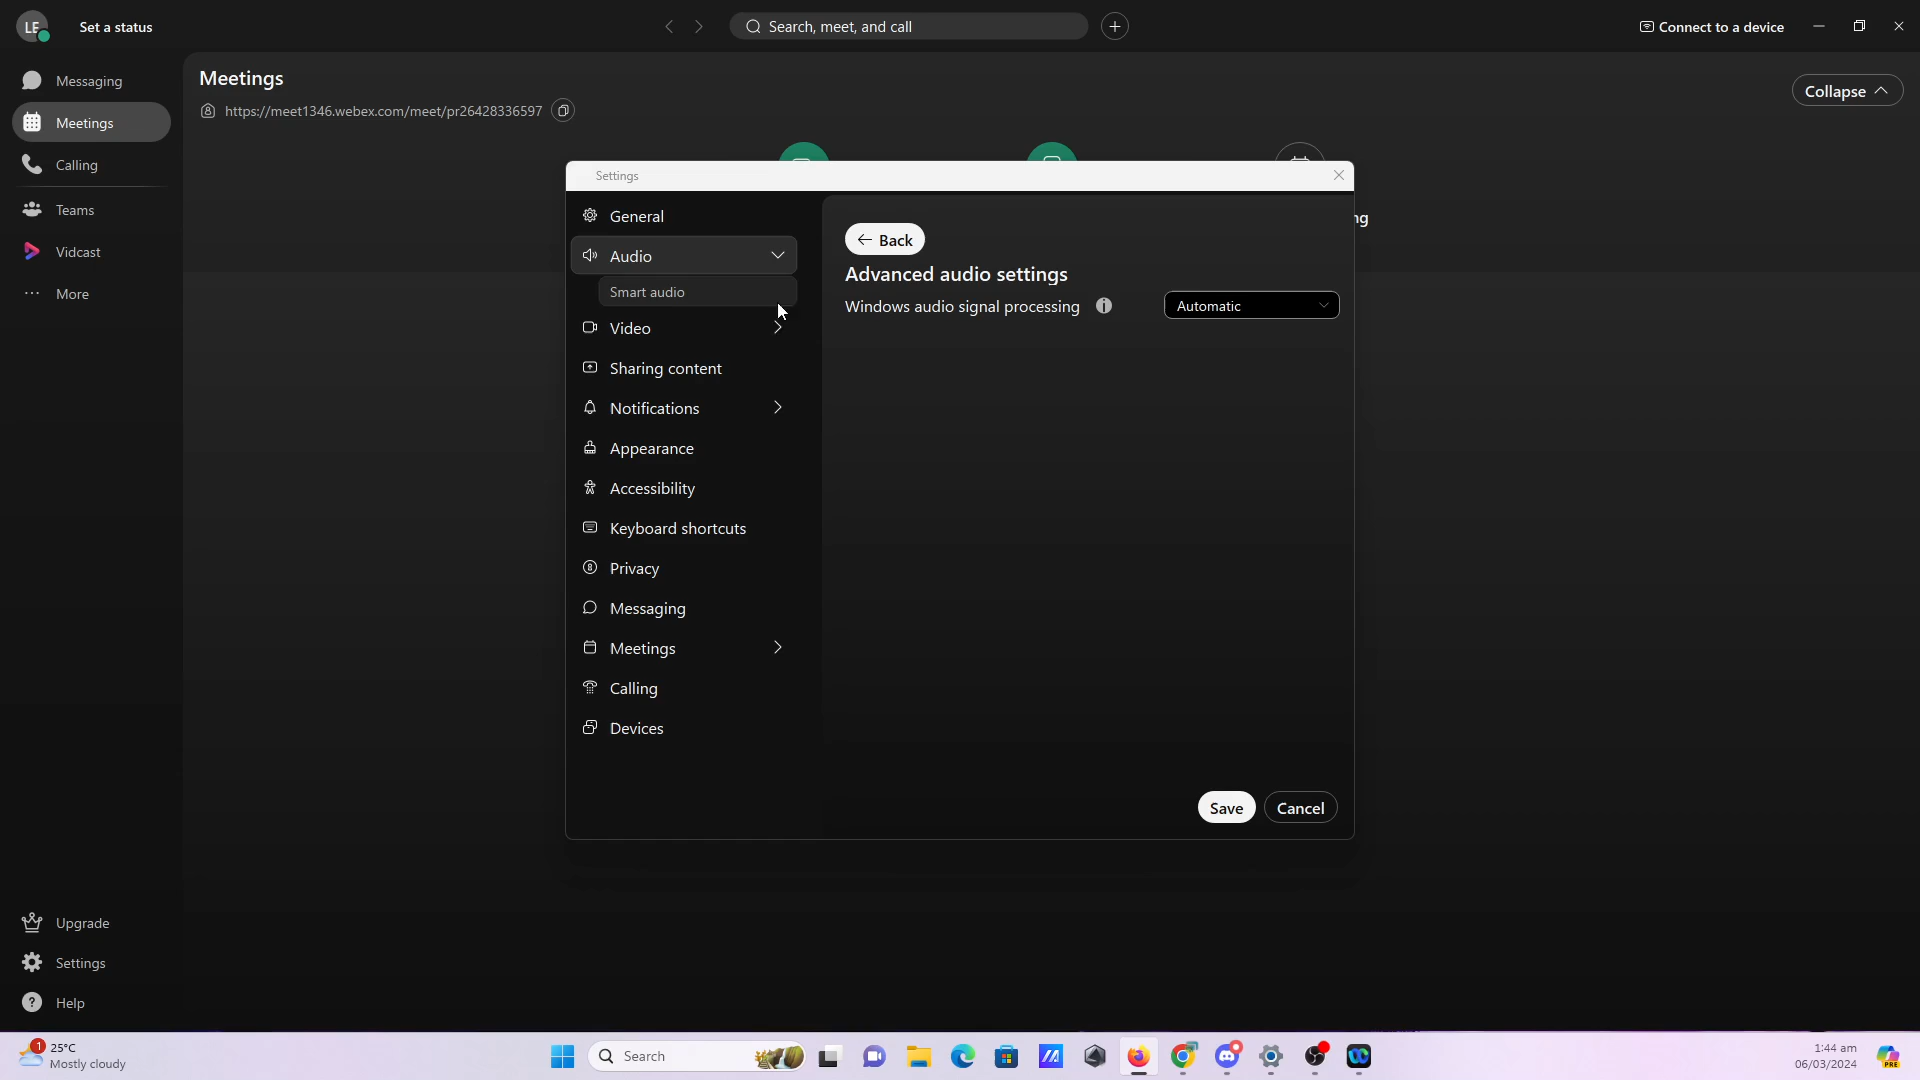 LE
Set a status
Search, meet, and call
Connect to a device
Messaging
Meetings
Calling
Teams
Vidcast
More
Upgrade
Settings
Help
Meetings
https://meet1346.webex.com/meet/pr26428336597
Collapse
ng
Settings
General
Audio
Smart audio
Video
Sharing content
Notifications
Appearance
Accessibility
Keyboard shortcuts
Privacy
Messaging
Meetings
Calling
Devices
Back
Advanced audio settings
Windows audio signal processing
Automatic
Save
Cancel
1
25°C
Mostly cloudy
Search
1:44 am
06/03/2024
PRE